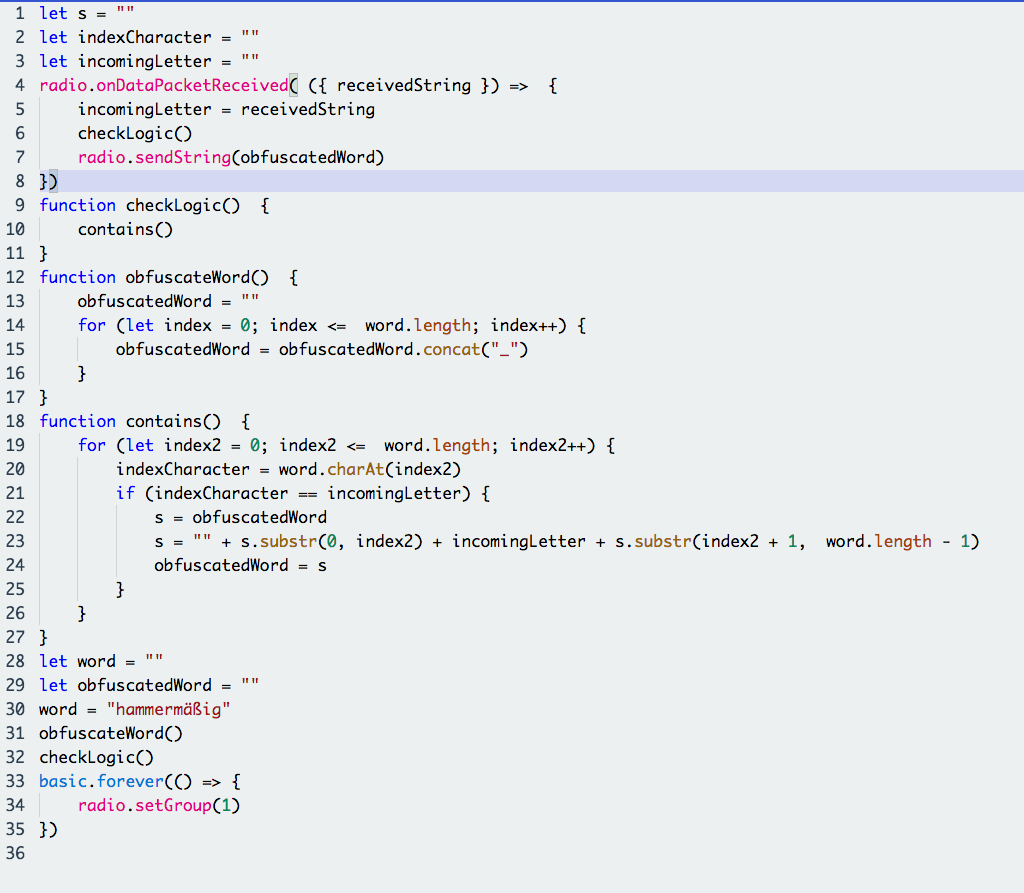 1 let s = ""
2 let indexCharacter = ""
3 let incomingLetter = ""
4 radio.onDataPacketReceived( ({ receivedString }) =>  {
5     incomingLetter = receivedString
6     checkLogic()
7     radio.sendString(obfuscatedWord)
8 })
9 function checkLogic()  {
10     contains()
11 }
12 function obfuscateWord()  {
13     obfuscatedWord = ""
14     for (let index = 0; index <=  word.length; index++) {
15         obfuscatedWord = obfuscatedWord.concat("_")
16     }
17 }
18 function contains()  {
19     for (let index2 = 0; index2 <=  word.length; index2++) {
20         indexCharacter = word.charAt(index2)
21         if (indexCharacter == incomingLetter) {
22             s = obfuscatedWord
23             s = "" + s.substr(0, index2) + incomingLetter + s.substr(index2 + 1,  word.length - 1)
24             obfuscatedWord = s
25         }
26     }
27 }
28 let word = ""
29 let obfuscatedWord = ""
30 word = "hammermäßig"
31 obfuscateWord()
32 checkLogic()
33 basic.forever(() => {
34     radio.setGroup(1)
35 })
36